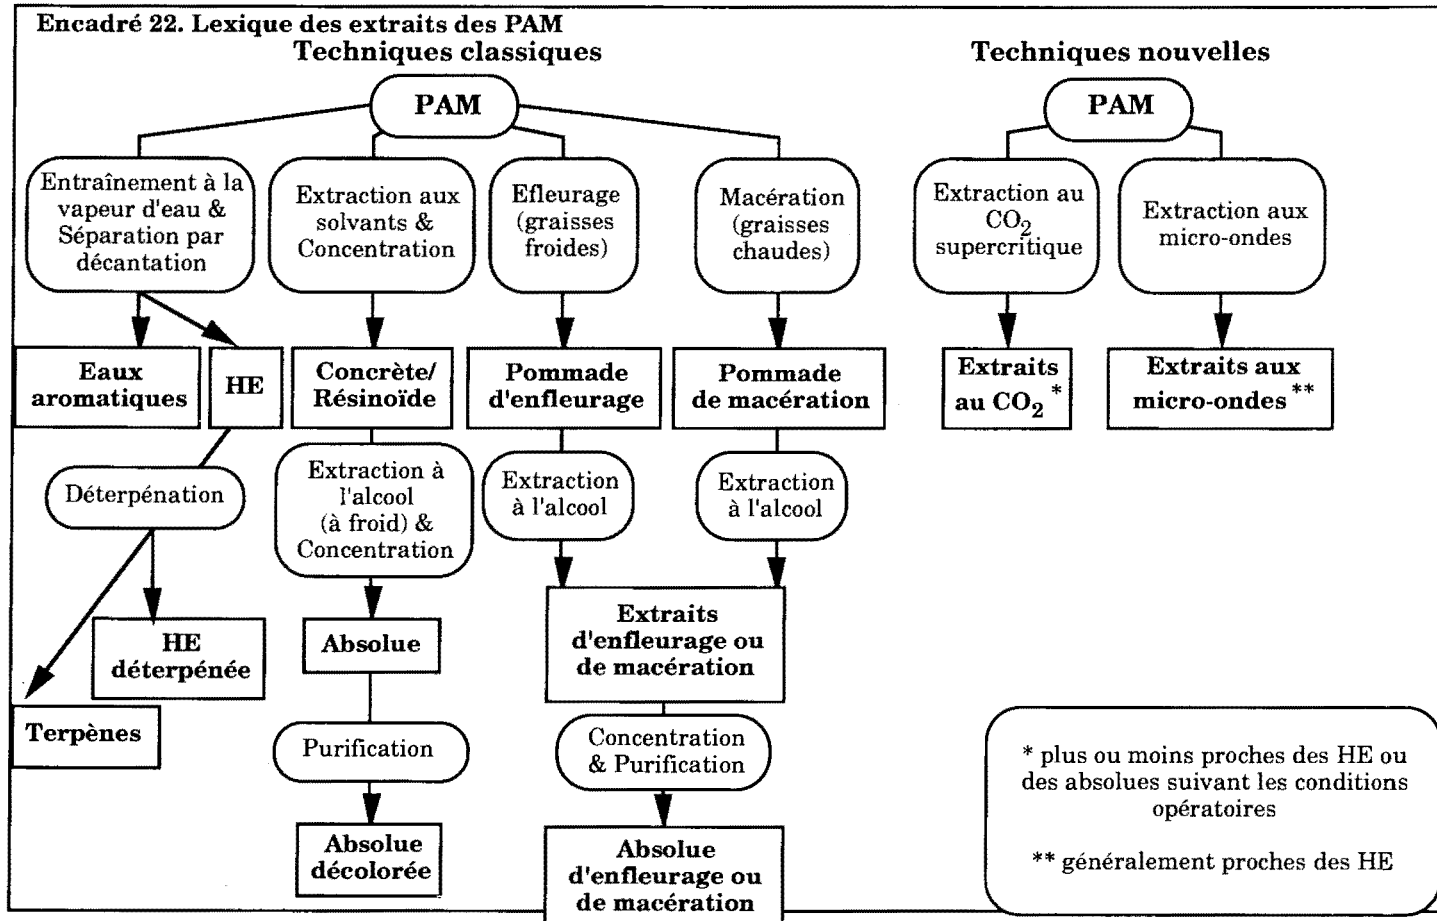 Encadré 22. Lexique des extraits des PAM
Techniques classiques
Techniques nouvelles
PAM
PAM
Entraînement à la
vapeur d'eau &
Séparation par
décantation
Extraction aux
solvants &
Concentration
Efleurage
(graisses
froides)
Macération
(graisses
chaudes)
Extraction au
CO2
supercritique
Extraction aux
micro-ondes
Eaux
aromatiques
HE
Concrète/
Résinoïde
Pommade
d'enfleurage
Pommade
de macération
Extraits
au CO2 *
Extraits aux
micro-ondes **
Déterpénation
Extraction à
l'alcool
(à froid) &
Concentration
Extraction
à l'alcool
Extraction
à l'alcool
HE
déterpénée
Terpènes
Absolue
Extraits
d'enfleurage ou
de macération
Purification
Concentration
& Purification
Absolue
décolorée
Absolue
d'enfleurage ou
de macération
* plus ou moins proches des HE ou
des absolues suivant les conditions
opératoires
** généralement proches des HE